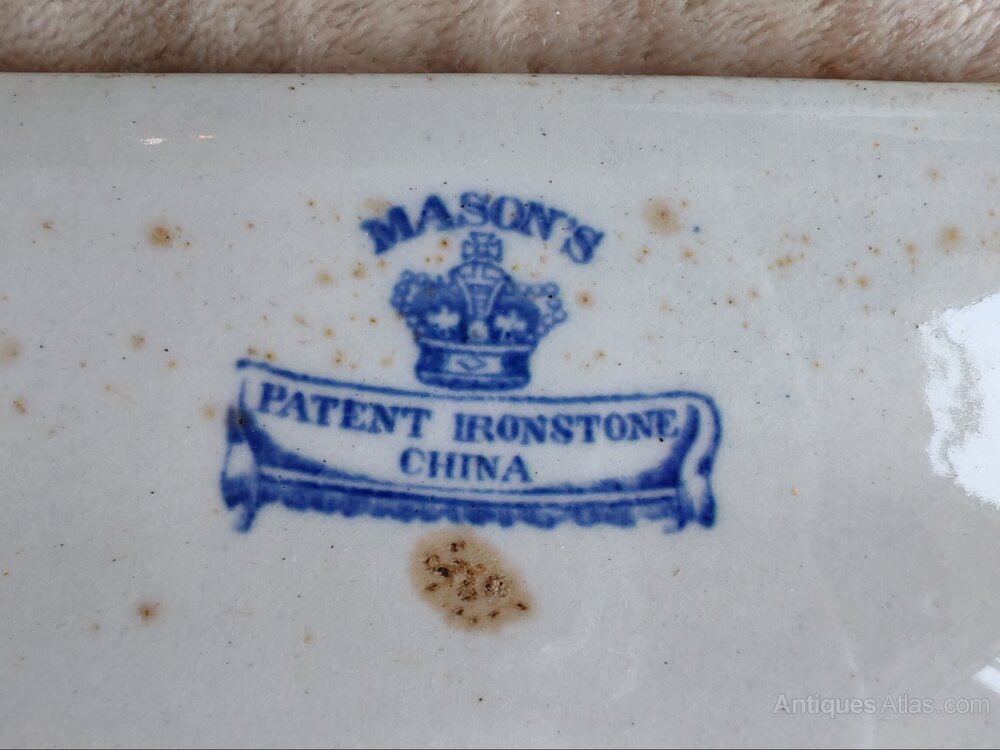 MASON'S
PATENT IRONSTONE
CHINA
AntiquesAtlas.com